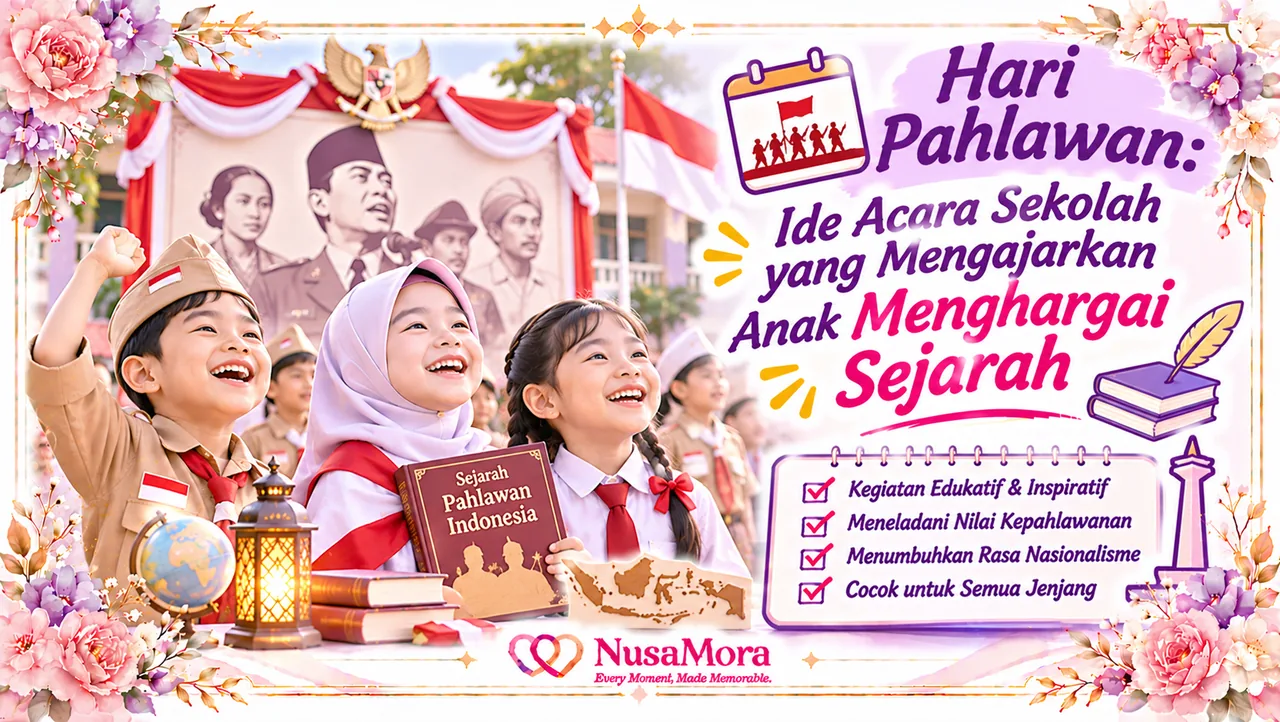 Hari
Pahlawan:
Ide Acara Sekolah
yang Mengajarkan
Anak Menghargai
Sejarah
Sejarah
Pahlawan
Indonesia
Kegiatan Edukatif & Inspiratif
Meneladani Nilai Kepahlawanan
Menumbuhkan Rasa Nasionalisme
Cocok untuk Semua Jenjang
NusaMora
Every Moment, Made Memorable.